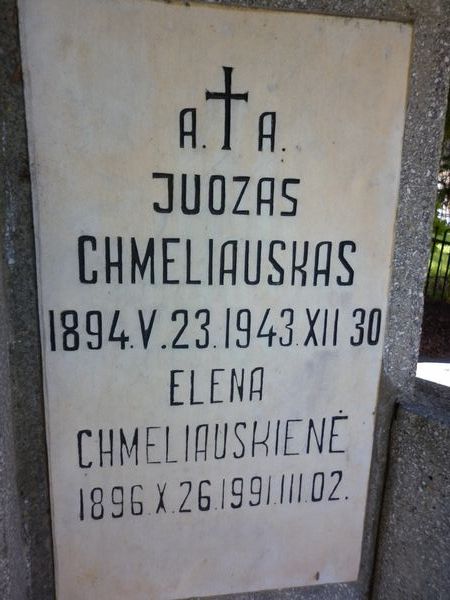 A. † A.
JUOZAS
CHMELIAUSKAS
1894.V.23.1943.XII 30
ELENA
CHMELIAUSKIENĖ
1896.X.26.1991.III.02.